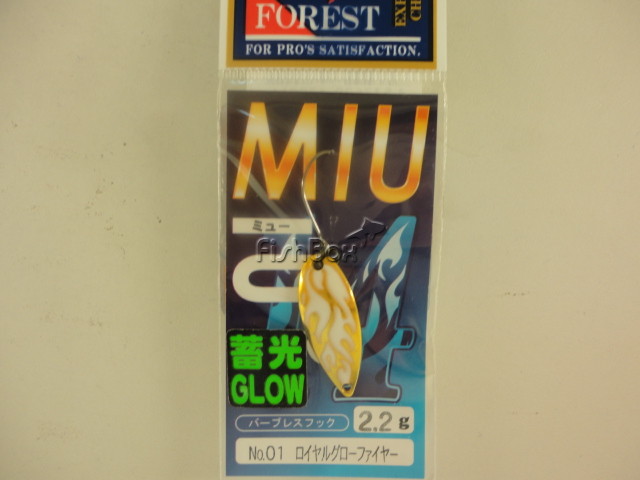 FOREST
FOR PRO'S SATISFACTION.
MIU
ミュー
FishBox
蓄光
GLOW
バーブレスフック
2.2g
No.01 ロイヤルグローファイヤー